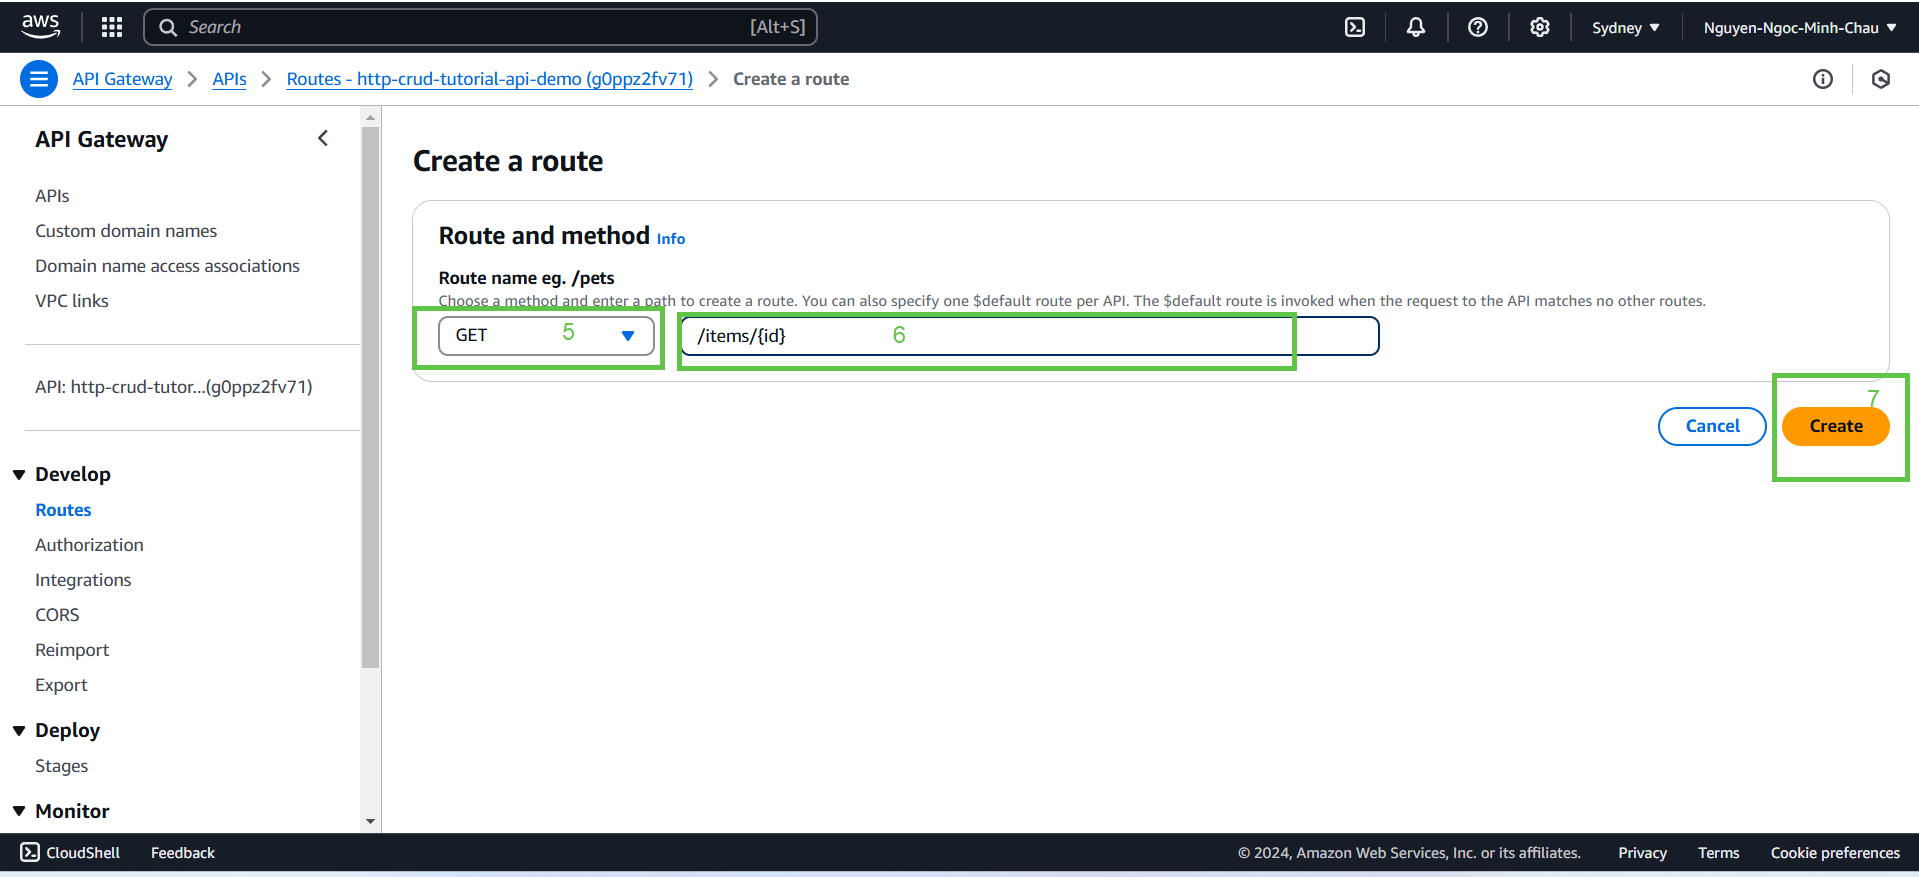 aws
Search [Alt+S]
Sydney
Nguyen-Ngoc-Minh-Chau
API Gateway > APIs > Routes - http-crud-tutorial-api-demo (g0ppz2fv71) > Create a route
API Gateway
APIs
Custom domain names
Domain name access associations
VPC links
API: http-crud-tutor...(g0ppz2fv71)
Develop
Routes
Authorization
Integrations
CORS
Reimport
Export
Deploy
Stages
Monitor
Create a route
Route and method Info
Route name eg. /pets
Choose a method and enter a path to create a route. You can also specify one $default route per API. The $default route is invoked when the request to the API matches no other routes.
GET 5
/items/{id} 6
7
Cancel
Create
CloudShell
Feedback
© 2024, Amazon Web Services, Inc. or its affiliates.
Privacy
Terms
Cookie preferences